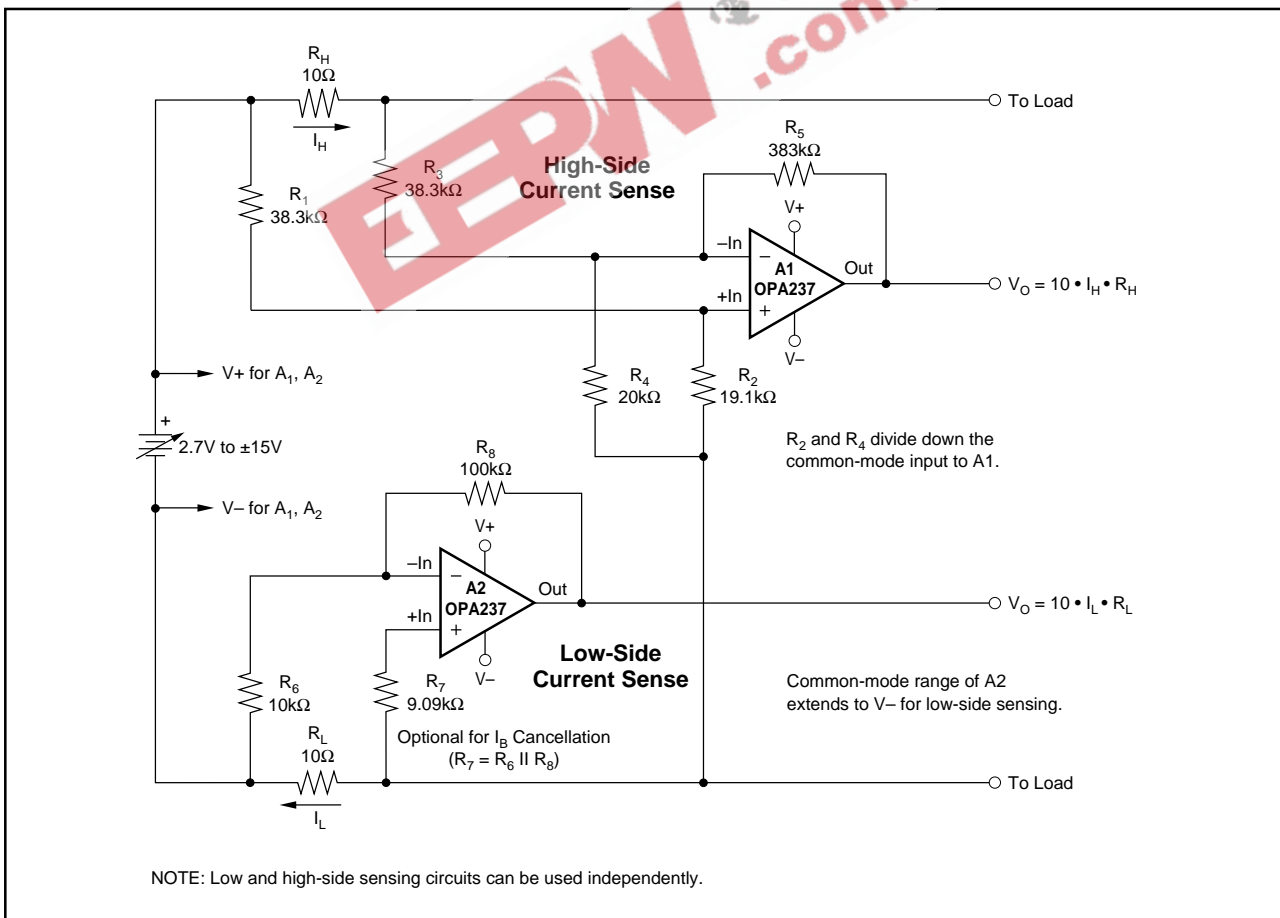 EEPW .com
R_H
10Ω
To Load
I_H
R_5
383kΩ
High-Side
Current Sense
R_3
38.3kΩ
R_1
38.3kΩ
V+
–In
–
A1
OPA237
Out
V_O = 10 • I_H • R_H
+In
+
V–
V+ for A_1, A_2
R_4
20kΩ
R_2
19.1kΩ
+
2.7V to ±15V
R_2 and R_4 divide down the
common-mode input to A1.
R_8
100kΩ
V– for A_1, A_2
V+
–In
–
A2
OPA237
Out
V_O = 10 • I_L • R_L
+In
+
V–
Low-Side
Current Sense
R_6
10kΩ
R_7
9.09kΩ
Common-mode range of A2
extends to V– for low-side sensing.
R_L
10Ω
Optional for I_B Cancellation
(R_7 = R_6 II R_8)
To Load
I_L
NOTE: Low and high-side sensing circuits can be used independently.